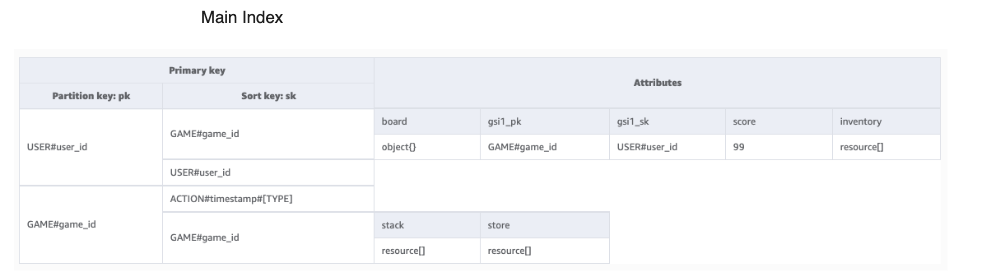 Main Index
Primary key
Attributes
Partition key: pk Sort key: sk
board gsi1_pk gsi1_sk score inventory
GAME#game_id
USER#user_id object{} GAME#game_id USER#user_id 99 resource[]
USER#user_id
ACTION#timestamp#[TYPE]
GAME#game_id stack store
GAME#game_id
resource[] resource[]